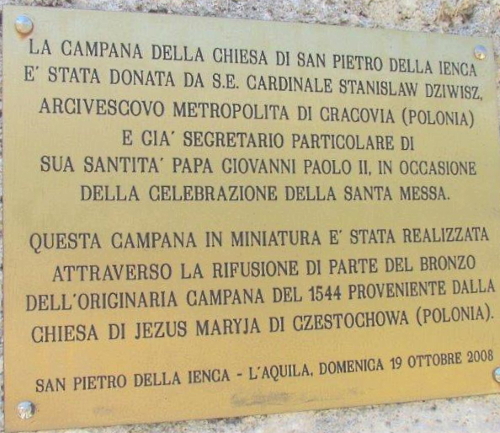 LA CAMPANA DELLA CHIESA DI SAN PIETRO DELLA IENCA
E' STATA DONATA DA S.E. CARDINALE STANISLAW DZIWISZ,
ARCIVESCOVO METROPOLITA DI CRACOVIA (POLONIA)
E GIA' SEGRETARIO PARTICOLARE DI
SUA SANTITA' PAPA GIOVANNI PAOLO II, IN OCCASIONE
DELLA CELEBRAZIONE DELLA SANTA MESSA.
QUESTA CAMPANA IN MINIATURA E' STATA REALIZZATA
ATTRAVERSO LA RIFUSIONE DI PARTE DEL BRONZO
DELL'ORIGINARIA CAMPANA DEL 1544 PROVENIENTE DALLA
CHIESA DI JEZUS MARYJA DI CZESTOCHOWA (POLONIA).
SAN PIETRO DELLA IENCA - L'AQUILA, DOMENICA 19 OTTOBRE 2008